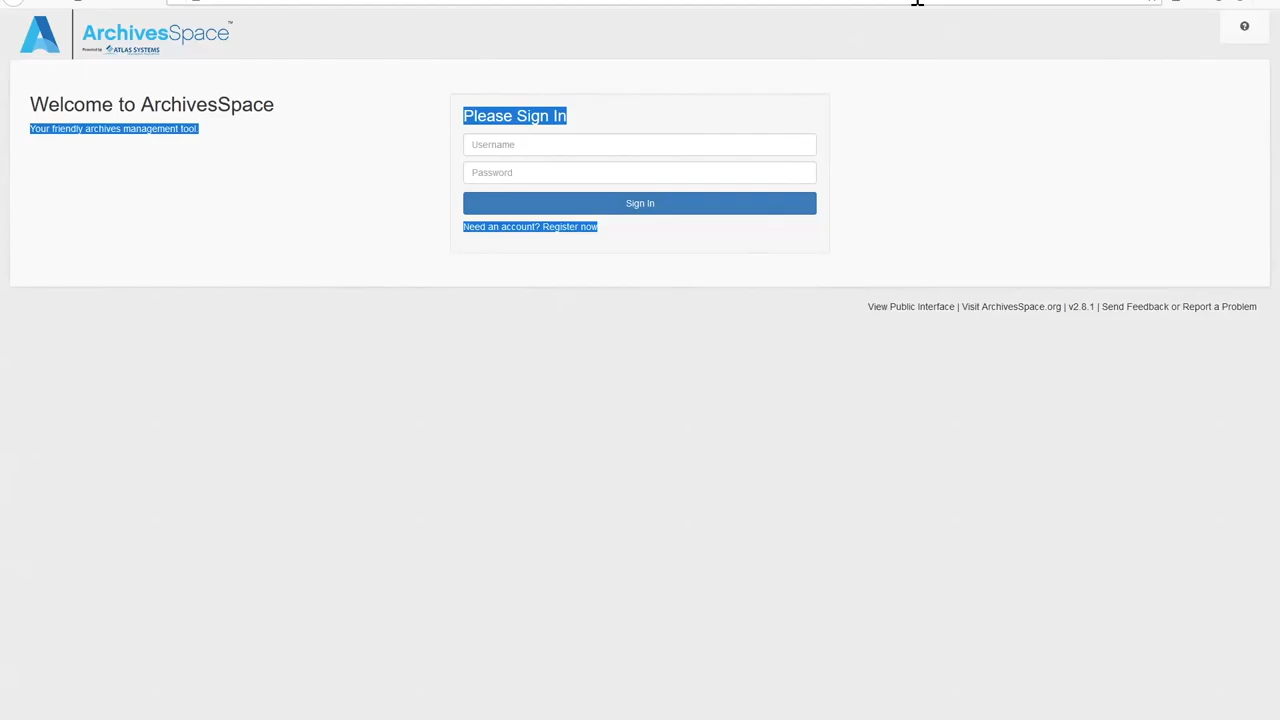 ArchivesSpace™
Powered by ATLAS SYSTEMS
Welcome to ArchivesSpace
Your friendly archives management tool.
Please Sign In
Username
Password
Sign In
Need an account? Register now
View Public Interface | Visit ArchivesSpace.org | v2.8.1 | Send Feedback or Report a Problem